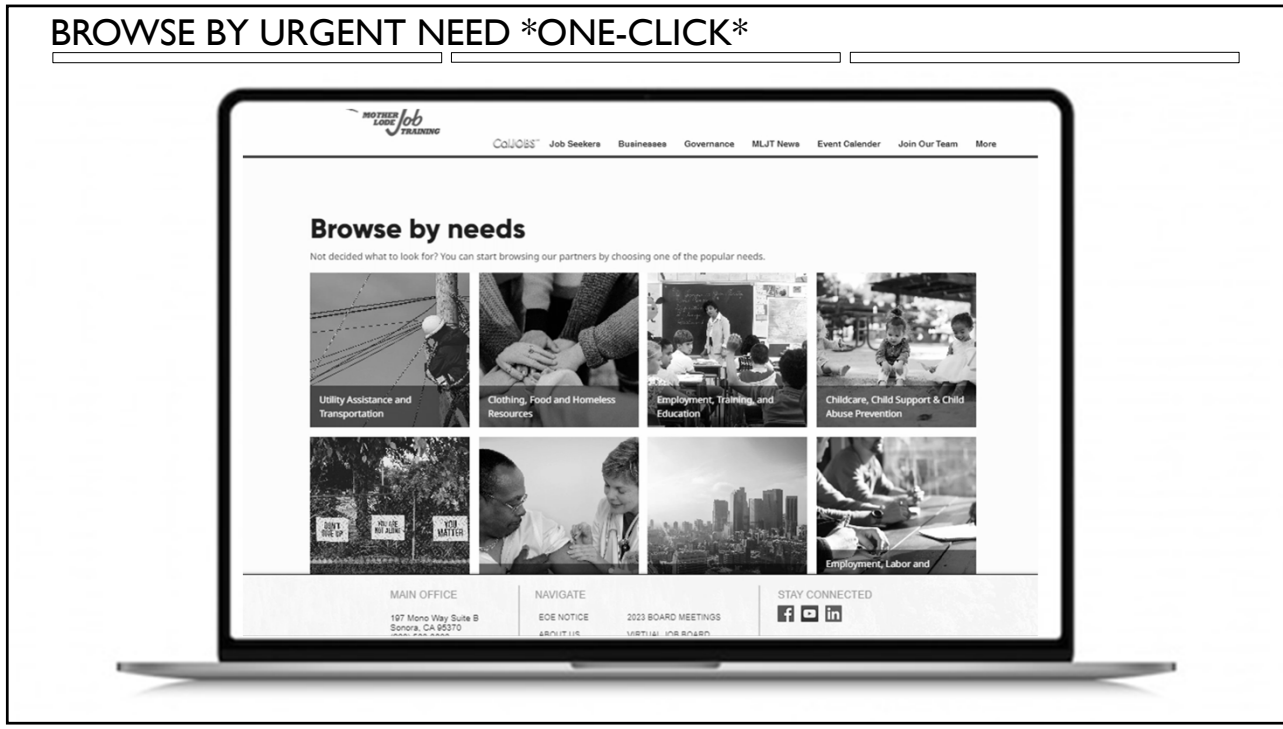 BROWSE BY URGENT NEED *ONE-CLICK*
MOTHER
LODE Job
TRAINING
CalJOBS℠ Job Seekers Businesses Governance MLJT News Event Calender Join Our Team More
Browse by needs
Not decided what to look for? You can start browsing our partners by choosing one of the popular needs.
Utility Assistance and
Transportation
Clothing, Food and Homeless
Resources
Employment, Training, and
Education
Childcare, Child Support & Child
Abuse Prevention
DON'T
GIVE UP
YOU ARE
NOT ALONE
YOU
MATTER
Employment, Labor and
MAIN OFFICE
197 Mono Way Suite B
Sonora, CA 95370
NAVIGATE
EOE NOTICE
ABOUT US
2023 BOARD MEETINGS
VIRTUAL JOB BOARD
STAY CONNECTED